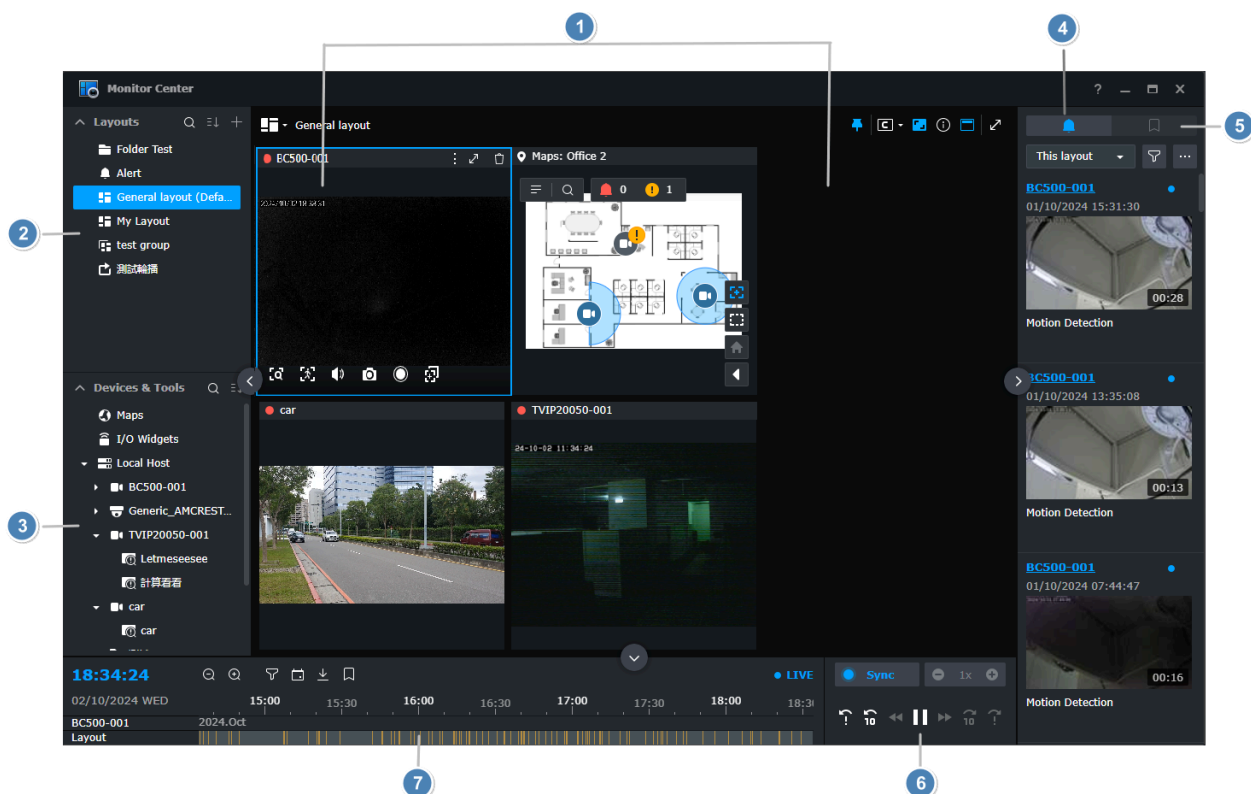 1
4
Monitor Center
?
Layouts
General layout
5
Folder Test
BC500-001
Maps: Office 2
This layout
Alert
0
1
BC500-001
General layout (Defa...
01/10/2024 15:31:30
My Layout
2
test group
測試輪播
00:28
Motion Detection
Devices & Tools
BC500-001
01/10/2024 13:35:08
Maps
car
TVIP20050-001
I/O Widgets
24-10-02 11:34:24
Local Host
BC500-001
00:13
Generic_AMCREST...
Motion Detection
3
TVIP20050-001
Letmeseesee
BC500-001
計算看看
01/10/2024 07:44:47
car
car
18:34:24
LIVE
Sync
1x
00:16
02/10/2024 WED
15:00 15:30 16:00 16:30 17:00 17:30 18:00
Motion Detection
10
10
BC500-001
2024.Oct
Layout
7
6